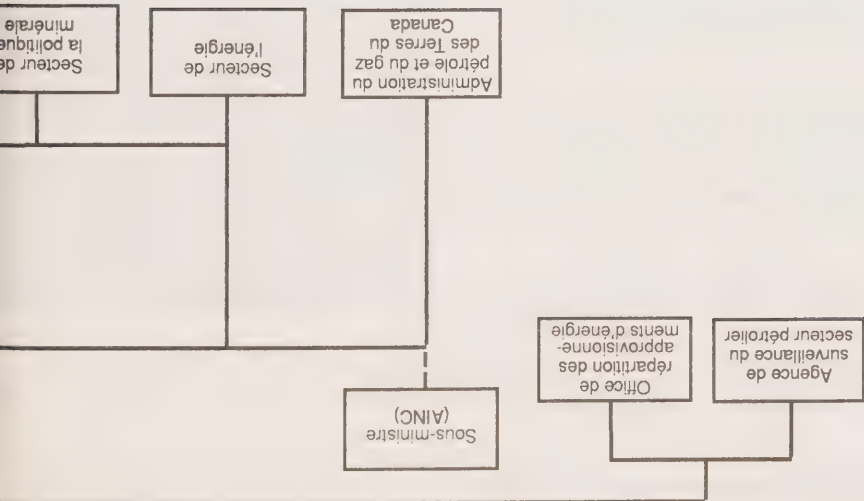 Agence de
surveillance du
secteur pétrolier
Office de
répartition des
approvisionne-
ments d'énergie
Sous-ministre
(AINC)
Administration du
pétrole et du gaz
des Terres du
Canada
Secteur de
l'énergie
Secteur de
la politique
minérale